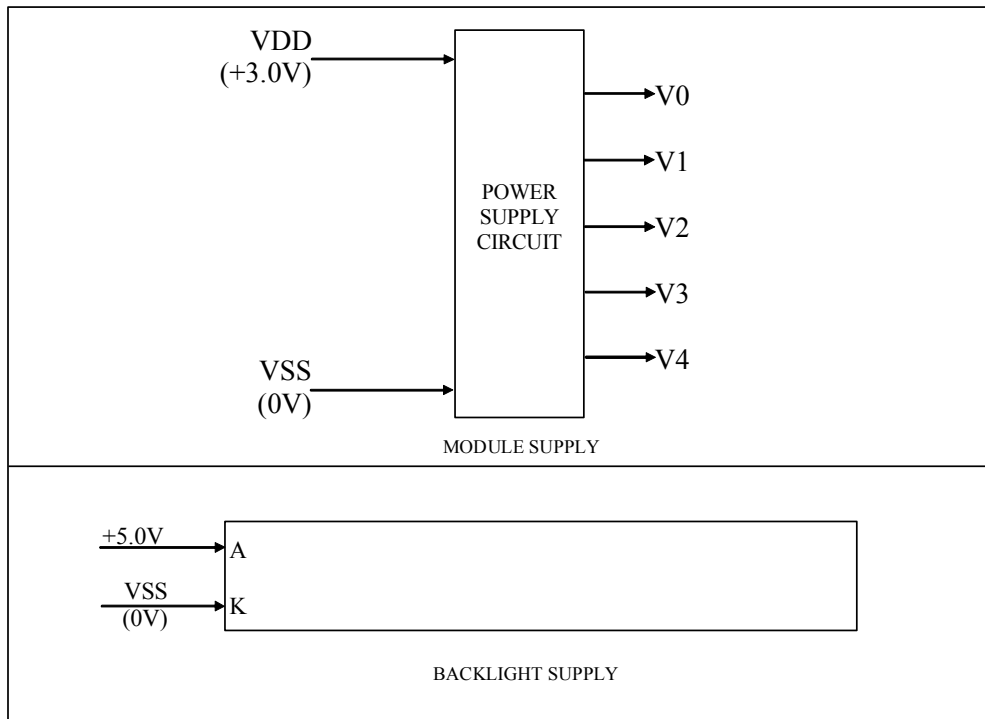 VDD
(+3.0V)
V0
V1
POWER
SUPPLY
CIRCUIT
V2
V3
V4
VSS
(0V)
MODULE SUPPLY
+5.0V
A
VSS
K
(0V)
BACKLIGHT SUPPLY